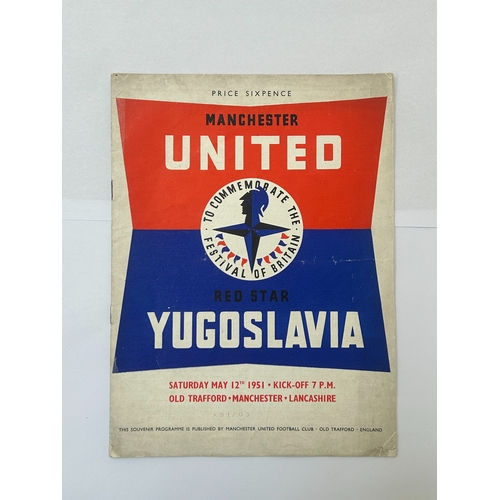 PRICE SIXPENCE
MANCHESTER
UNITED
TO COMMEMORATE THE
FESTIVAL OF BRITAIN
RED STAR
YUGOSLAVIA
SATURDAY MAY 12TH 1951 • KICK-OFF 7 P.M.
OLD TRAFFORD • MANCHESTER • LANCASHIRE
THIS SOUVENIR PROGRAMME IS PUBLISHED BY MANCHESTER UNITED FOOTBALL CLUB · OLD TRAFFORD · ENGLAND